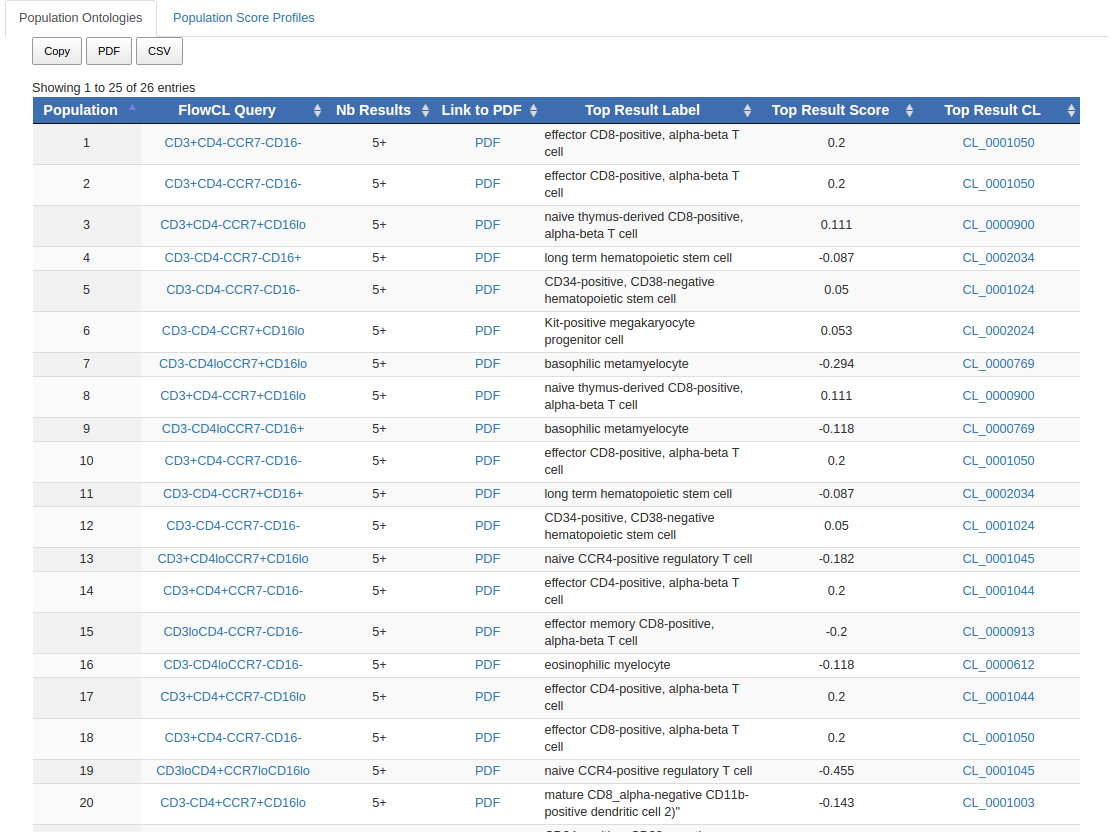 Population Ontologies Population Score Profiles
Copy PDF CSV
Showing 1 to 25 of 26 entries
Population FlowCL Query Nb Results Link to PDF Top Result Label Top Result Score Top Result CL
1 CD3+CD4-CCR7-CD16- 5+ PDF effector CD8-positive, alpha-beta T 0.2 CL_0001050
cell
2 CD3+CD4-CCR7-CD16- 5+ PDF effector CD8-positive, alpha-beta T 0.2 CL_0001050
cell
3 CD3+CD4-CCR7+CD16lo 5+ PDF naive thymus-derived CD8-positive, 0.111 CL_0000900
alpha-beta T cell
4 CD3-CD4-CCR7-CD16+ 5+ PDF long term hematopoietic stem cell -0.087 CL_0002034
5 CD3-CD4-CCR7-CD16- 5+ PDF CD34-positive, CD38-negative 0.05 CL_0001024
hematopoietic stem cell
6 CD3-CD4-CCR7+CD16lo 5+ PDF Kit-positive megakaryocyte 0.053 CL_0002024
progenitor cell
7 CD3-CD4loCCR7+CD16lo 5+ PDF basophilic metamyelocyte -0.294 CL_0000769
8 CD3+CD4-CCR7+CD16lo 5+ PDF naive thymus-derived CD8-positive, 0.111 CL_0000900
alpha-beta T cell
9 CD3-CD4loCCR7-CD16+ 5+ PDF basophilic metamyelocyte -0.118 CL_0000769
10 CD3+CD4-CCR7-CD16- 5+ PDF effector CD8-positive, alpha-beta T 0.2 CL_0001050
cell
11 CD3-CD4-CCR7+CD16+ 5+ PDF long term hematopoietic stem cell -0.087 CL_0002034
12 CD3-CD4-CCR7-CD16- 5+ PDF CD34-positive, CD38-negative 0.05 CL_0001024
hematopoietic stem cell
13 CD3+CD4loCCR7+CD16lo 5+ PDF naive CCR4-positive regulatory T cell -0.182 CL_0001045
14 CD3+CD4+CCR7-CD16- 5+ PDF effector CD4-positive, alpha-beta T 0.2 CL_0001044
cell
15 CD3loCD4-CCR7-CD16- 5+ PDF effector memory CD8-positive, -0.2 CL_0000913
alpha-beta T cell
16 CD3-CD4loCCR7-CD16- 5+ PDF eosinophilic myelocyte -0.118 CL_0000612
17 CD3+CD4+CCR7-CD16lo 5+ PDF effector CD4-positive, alpha-beta T 0.2 CL_0001044
cell
18 CD3+CD4-CCR7-CD16- 5+ PDF effector CD8-positive, alpha-beta T 0.2 CL_0001050
cell
19 CD3loCD4+CCR7loCD16lo 5+ PDF naive CCR4-positive regulatory T cell -0.455 CL_0001045
20 CD3-CD4+CCR7+CD16lo 5+ PDF mature CD8_alpha-negative CD11b- -0.143 CL_0001003
positive dendritic cell 2)"